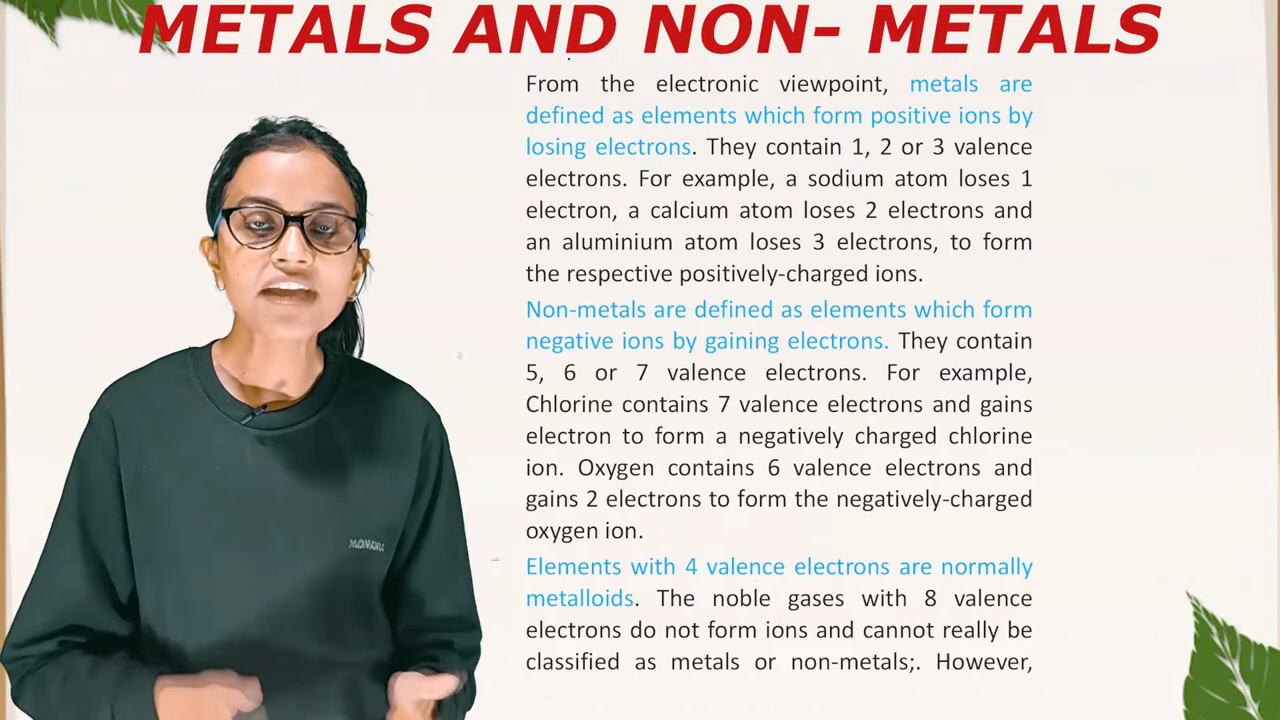 METALS AND NON- METALS
From the electronic viewpoint, metals are
defined as elements which form positive ions by
losing electrons. They contain 1, 2 or 3 valence
electrons. For example, a sodium atom loses 1
electron, a calcium atom loses 2 electrons and
an aluminium atom loses 3 electrons, to form
the respective positively-charged ions.
Non-metals are defined as elements which form
negative ions by gaining electrons. They contain
5, 6 or 7 valence electrons. For example,
Chlorine contains 7 valence electrons and gains
electron to form a negatively charged chlorine
ion. Oxygen contains 6 valence electrons and
gains 2 electrons to form the negatively-charged
oxygen ion.
Elements with 4 valence electrons are normally
metalloids. The noble gases with 8 valence
electrons do not form ions and cannot really be
classified as metals or non-metals;. However,